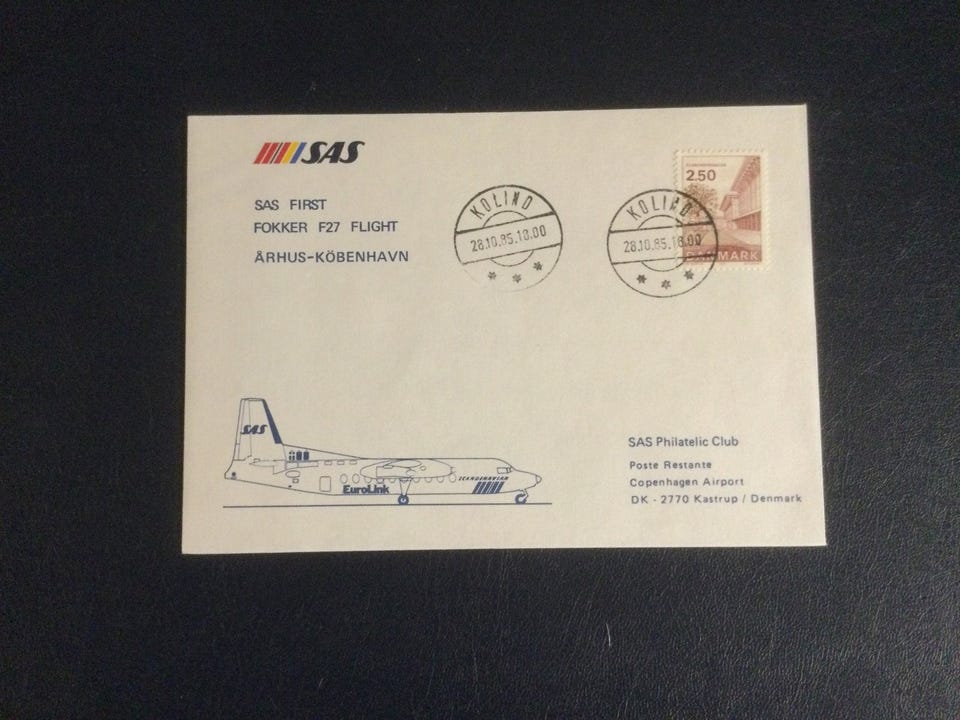 SAS
SAS FIRST
FOKKER F27 FLIGHT
ÅRHUS-KÖBENHAVN
KOLIND
28.10.85.18.00
KOLIND
28.10.85.18.00
2.50
DANMARK
SAS
EuroLink
SCANDINAVIAN
SAS Philatelic Club
Poste Restante
Copenhagen Airport
DK - 2770 Kastrup / Denmark